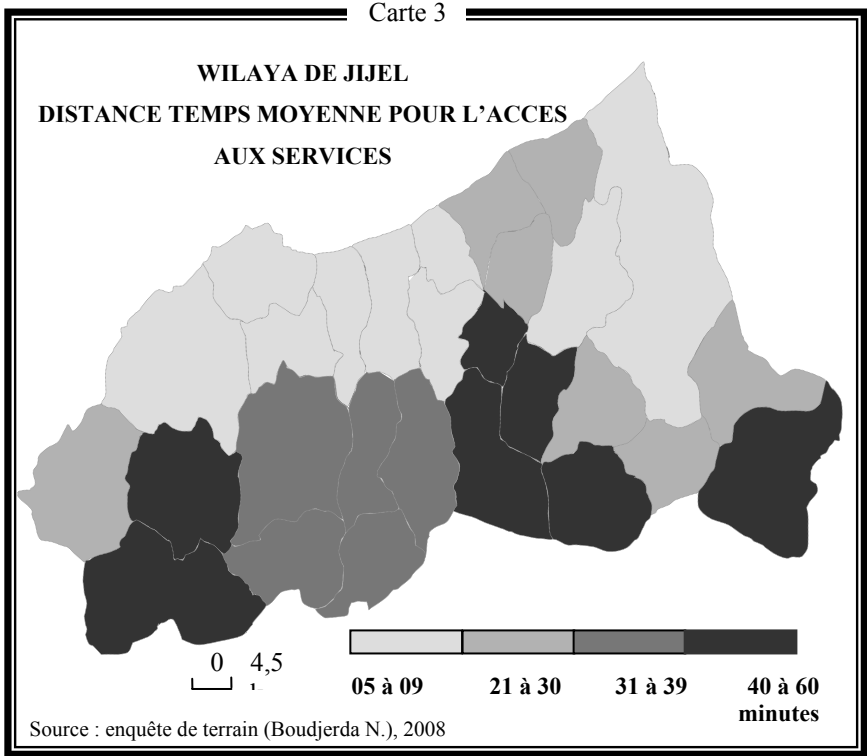 Carte 3
WILAYA DE JIJEL
DISTANCE TEMPS MOYENNE POUR L’ACCES
AUX SERVICES
0 4,5
05 à 09 21 à 30 31 à 39 40 à 60
minutes
Source : enquête de terrain (Boudjerda N.), 2008